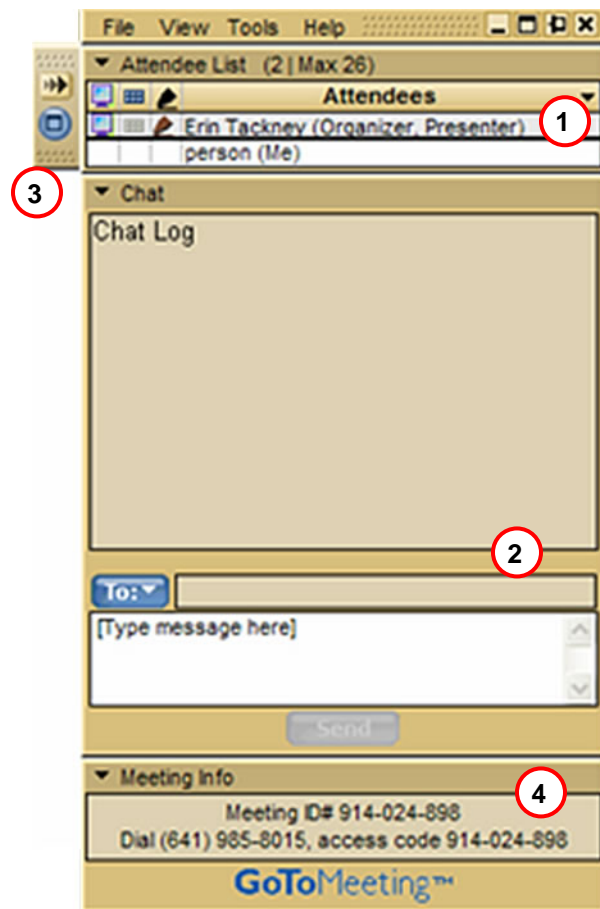 File View Tools Help
Attendee List (2 | Max 26)
Attendees
1
Erin Tackney (Organizer, Presenter)
person (Me)
3
Chat
Chat Log
2
To:
[Type message here]
Send
Meeting Info
4
Meeting ID# 914-024-898
Dial (641) 985-8015, access code 914-024-898
GoToMeeting™